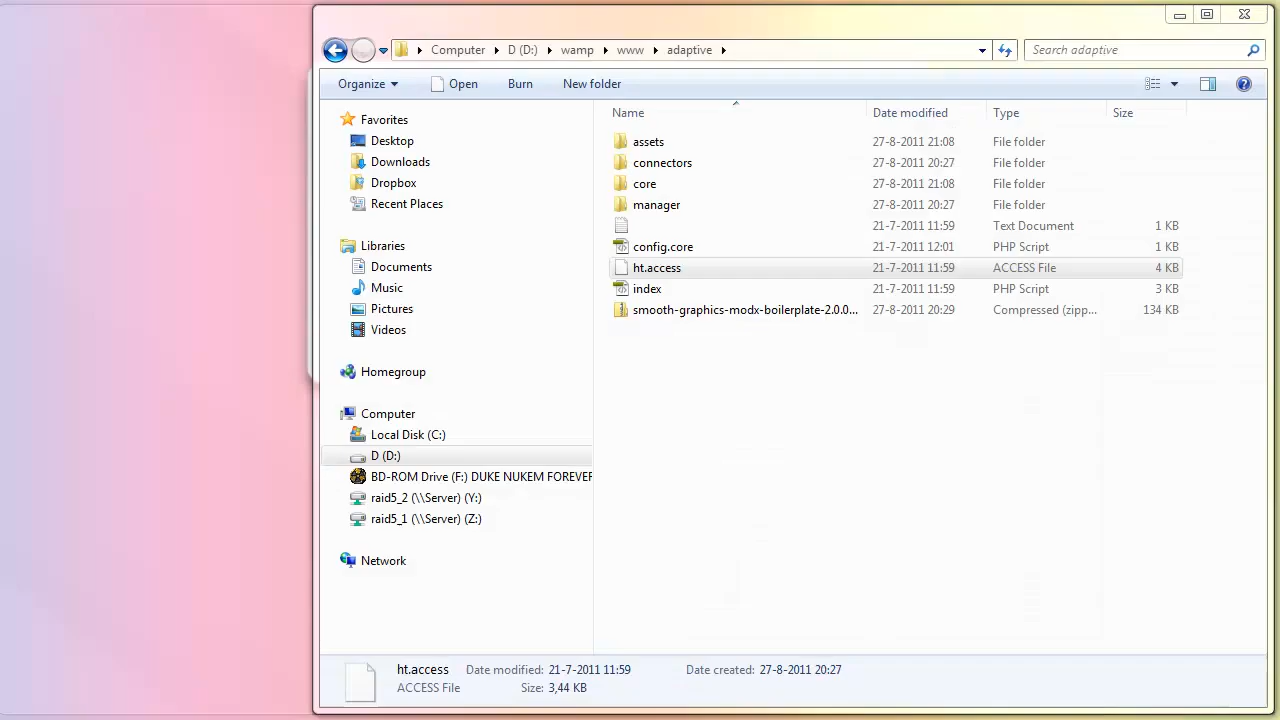 Computer D (D:) wamp www adaptive Search adaptive
Organize Open Burn New folder
Favorites
Desktop
Downloads
Dropbox
Recent Places
Libraries
Documents
Music
Pictures
Videos
Homegroup
Computer
Local Disk (C:)
D (D:)
BD-ROM Drive (F:) DUKE NUKEM FOREVER
raid5_2 (\\Server) (Y:)
raid5_1 (\\Server) (Z:)
Network
Name Date modified Type Size
assets 27-8-2011 21:08 File folder
connectors 27-8-2011 20:27 File folder
core 27-8-2011 21:08 File folder
manager 27-8-2011 20:27 File folder
21-7-2011 11:59 Text Document 1 KB
config.core 21-7-2011 12:01 PHP Script 1 KB
ht.access 21-7-2011 11:59 ACCESS File 4 KB
index 21-7-2011 11:59 PHP Script 3 KB
smooth-graphics-modx-boilerplate-2.0.0... 27-8-2011 20:29 Compressed (zipp... 134 KB
ht.access Date modified: 21-7-2011 11:59 Date created: 27-8-2011 20:27
ACCESS File Size: 3,44 KB